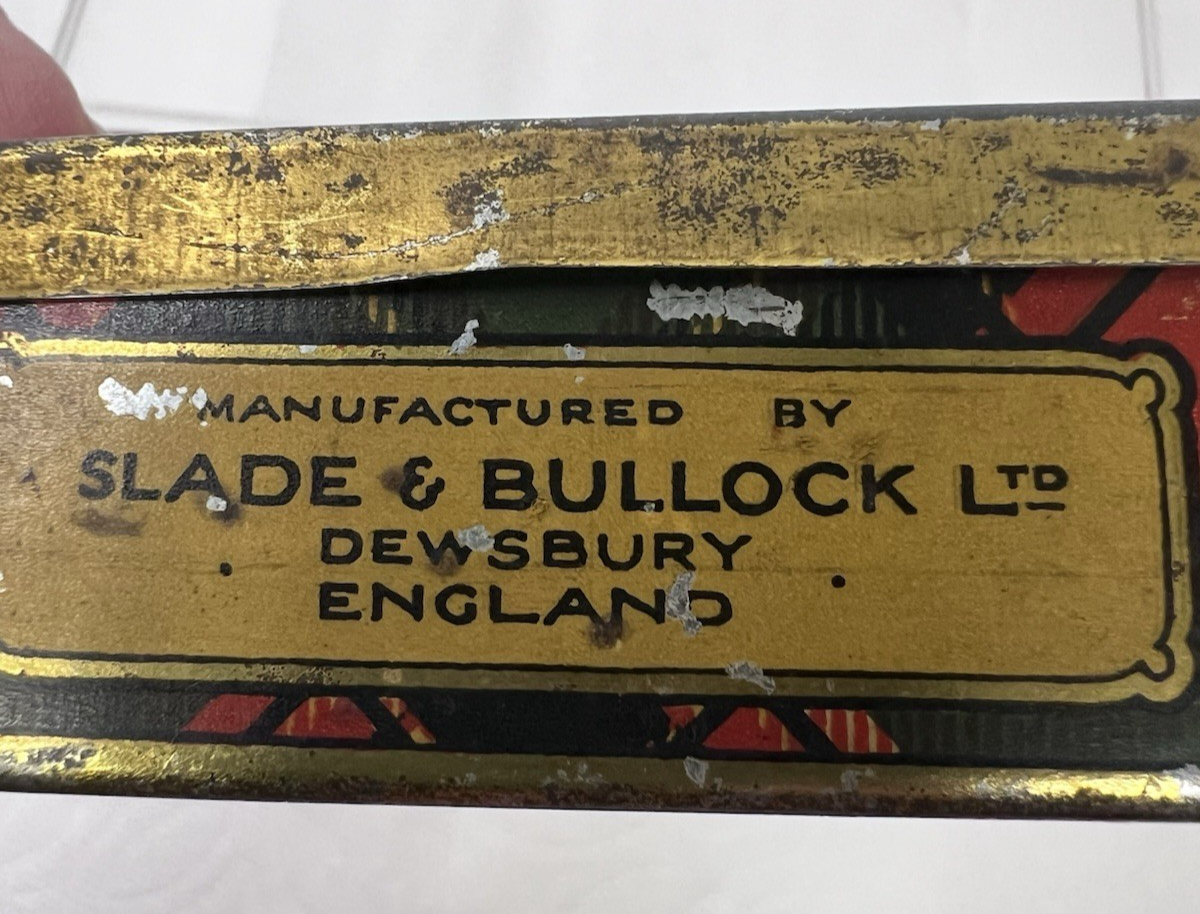 MANUFACTURED BY
SLADE & BULLOCK LTD
DEWSBURY
ENGLAND